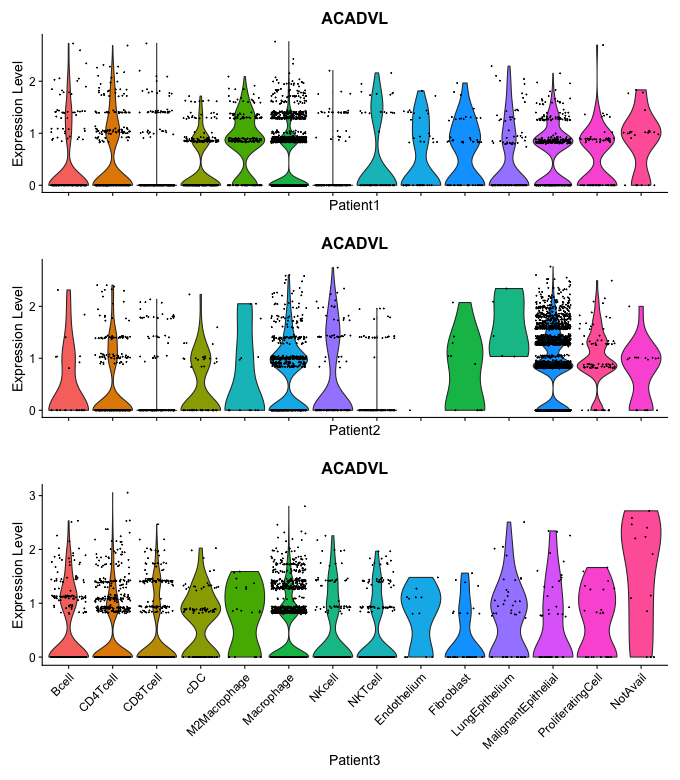 ACADVL
Expression Level
2
1
0
Patient1
ACADVL
Expression Level
2
1
0
Patient2
ACADVL
Expression Level
3
2
1
0
Bcell
CD4Tcell
CD8Tcell
cDC
M2Macrophage
Macrophage
NKcell
NKTcell
Endothelium
Fibroblast
LungEpithelium
MalignantEpithelial
ProliferatingCell
NotAvail
Patient3